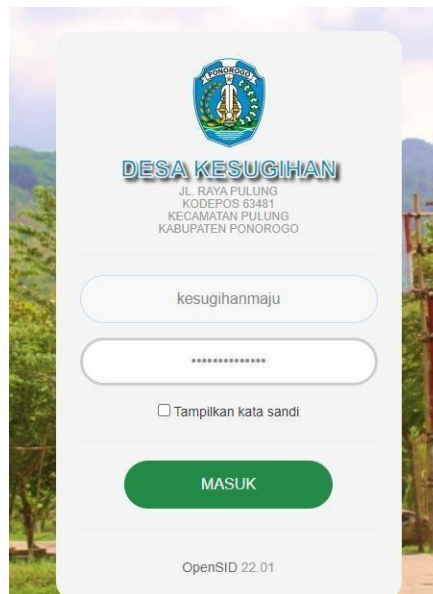 PONOROGO
DESA KESUGIHAN
JL. RAYA PULUNG
KODEPOS 63481
KECAMATAN PULUNG
KABUPATEN PONOROGO
kesugihanmaju
••••••••••••••
Tampilkan kata sandi
MASUK
OpenSID 22.01